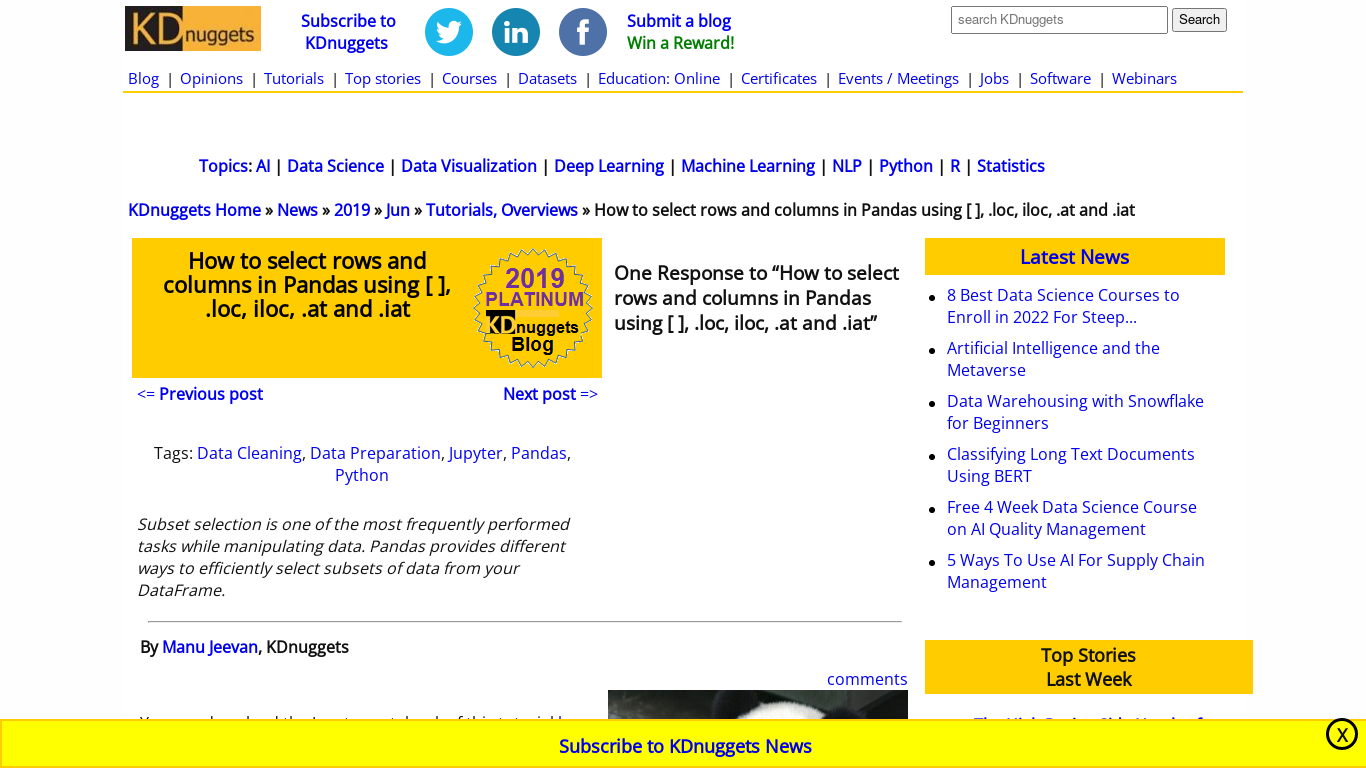 KDnuggets
Subscribe to
KDnuggets
Submit a blog
Win a Reward!
search KDnuggets
Search
Blog | Opinions | Tutorials | Top stories | Courses | Datasets | Education: Online | Certificates | Events / Meetings | Jobs | Software | Webinars
Topics: AI | Data Science | Data Visualization | Deep Learning | Machine Learning | NLP | Python | R | Statistics
KDnuggets Home » News » 2019 » Jun » Tutorials, Overviews » How to select rows and columns in Pandas using [ ], .loc, iloc, .at and .iat
How to select rows and
columns in Pandas using [ ],
.loc, iloc, .at and .iat
2019
PLATINUM
KDnuggets
Blog
<= Previous post
Next post =>
Tags: Data Cleaning, Data Preparation, Jupyter, Pandas,
Python
Subset selection is one of the most frequently performed
tasks while manipulating data. Pandas provides different
ways to efficiently select subsets of data from your
DataFrame.
One Response to “How to select
rows and columns in Pandas
using [ ], .loc, iloc, .at and .iat”
By Manu Jeevan, KDnuggets
comments
Latest News
8 Best Data Science Courses to
Enroll in 2022 For Steep...
Artificial Intelligence and the
Metaverse
Data Warehousing with Snowflake
for Beginners
Classifying Long Text Documents
Using BERT
Free 4 Week Data Science Course
on AI Quality Management
5 Ways To Use AI For Supply Chain
Management
Top Stories
Last Week
Subscribe to KDnuggets News
X